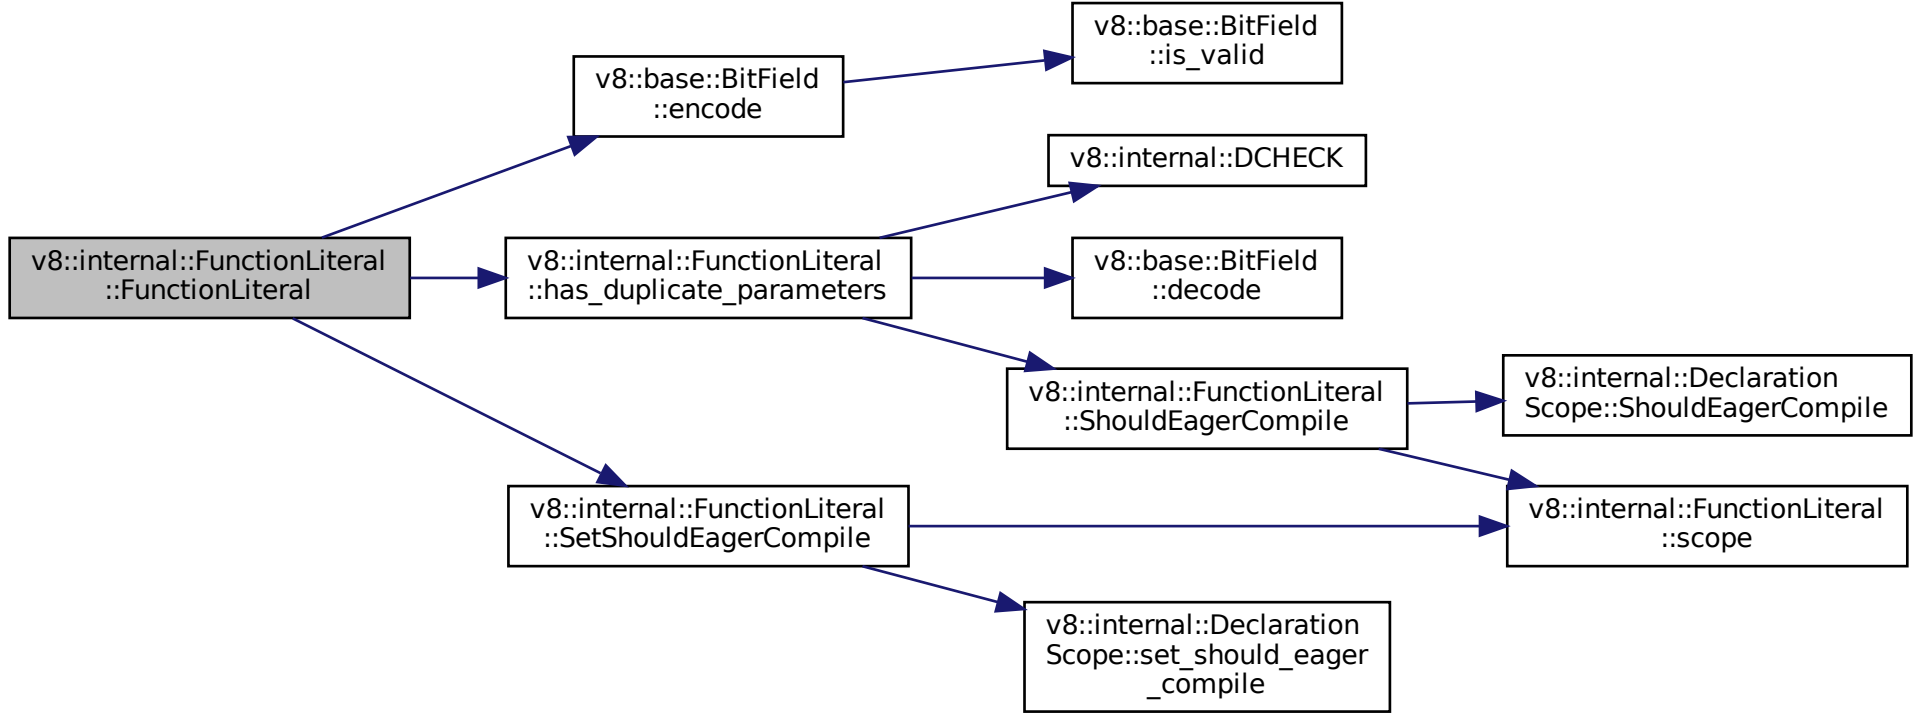 v8::internal::FunctionLiteral
::FunctionLiteral
v8::base::BitField
::encode
v8::base::BitField
::is_valid
v8::internal::FunctionLiteral
::has_duplicate_parameters
v8::internal::DCHECK
v8::base::BitField
::decode
v8::internal::FunctionLiteral
::ShouldEagerCompile
v8::internal::Declaration
Scope::ShouldEagerCompile
v8::internal::FunctionLiteral
::scope
v8::internal::FunctionLiteral
::SetShouldEagerCompile
v8::internal::Declaration
Scope::set_should_eager
_compile